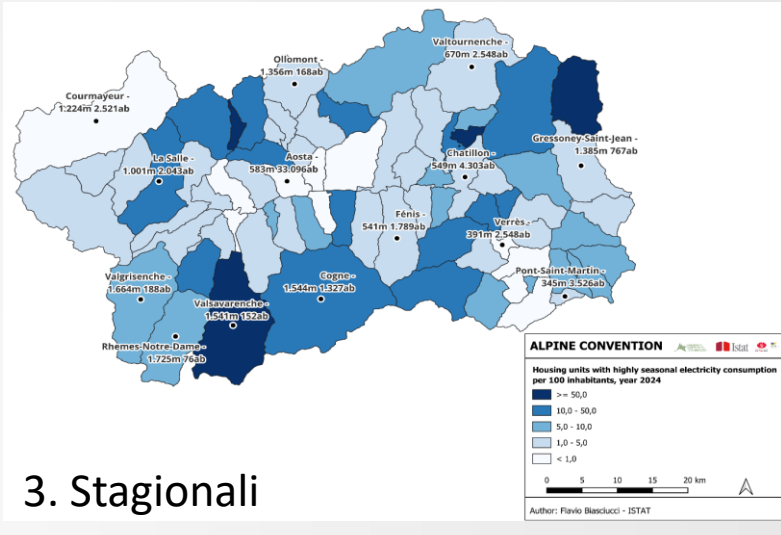 Ollomont -
1.356m 168ab
Valtournenche -
670m 2.548ab
Courmayeur -
1.224m 2.521ab
La Salle -
1.001m 2.043ab
Aosta -
583m 33.096ab
Chatillon -
549m 4.303ab
Gressoney-Saint-Jean -
1.385m 767ab
Fénis -
541m 1.789ab
Verrès -
391m 2.548ab
Valgrisenche -
1.664m 188ab
Cogne -
1.544m 1.327ab
Pont-Saint-Martin -
345m 3.526ab
Valsavarenche -
1.541m 152ab
Rhemes-Notre-Dame -
1.725m 76ab
3. Stagionali
ALPINE CONVENTION
Istat
Housing units with highly seasonal electricity consumption
per 100 inhabitants, year 2024
>= 50,0
10,0 - 50,0
5,0 - 10,0
1,0 - 5,0
< 1,0
0 5 10 15 20 km
Author: Flavio Biasciucci - ISTAT